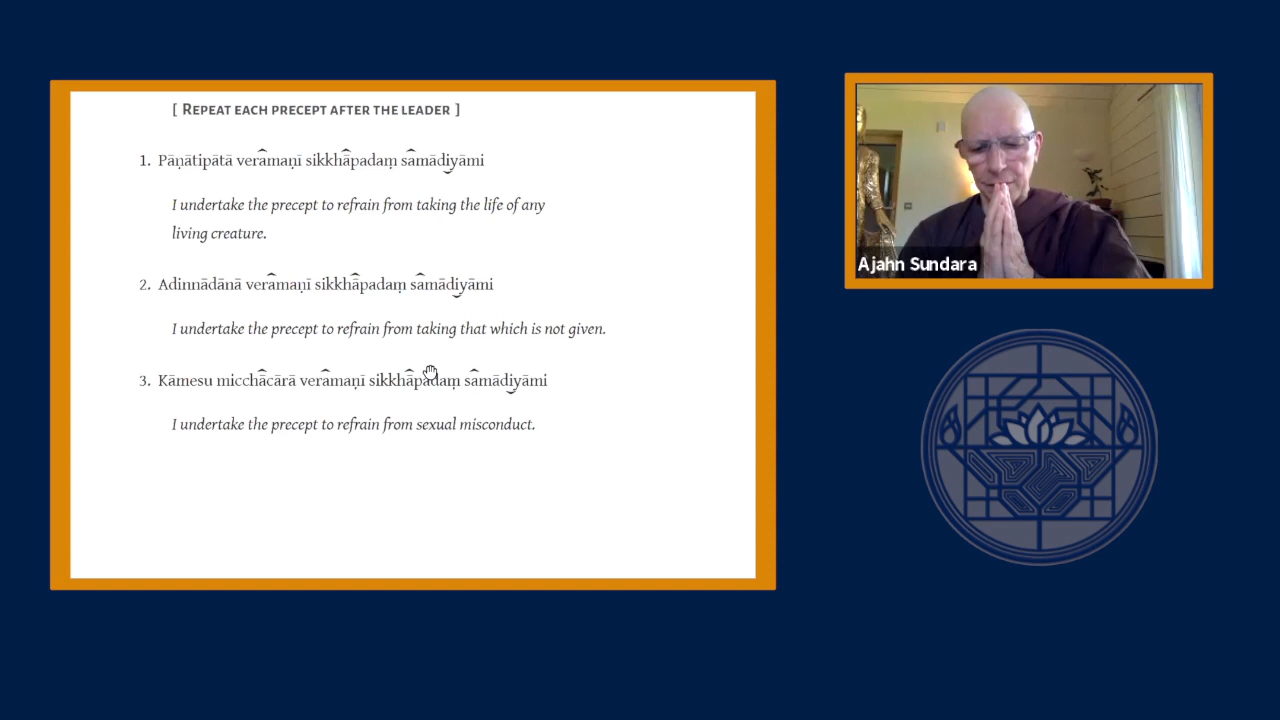 [ REPEAT EACH PRECEPT AFTER THE LEADER ]
1. Pāṇātipātā veramaṇī sikkhāpadaṃ samādiyāmi
I undertake the precept to refrain from taking the life of any
living creature.
2. Adinnādānā veramaṇī sikkhāpadaṃ samādiyāmi
I undertake the precept to refrain from taking that which is not given.
3. Kāmesu micchācārā veramaṇī sikkhāpadaṃ samādiyāmi
I undertake the precept to refrain from sexual misconduct.
Ajahn Sundara